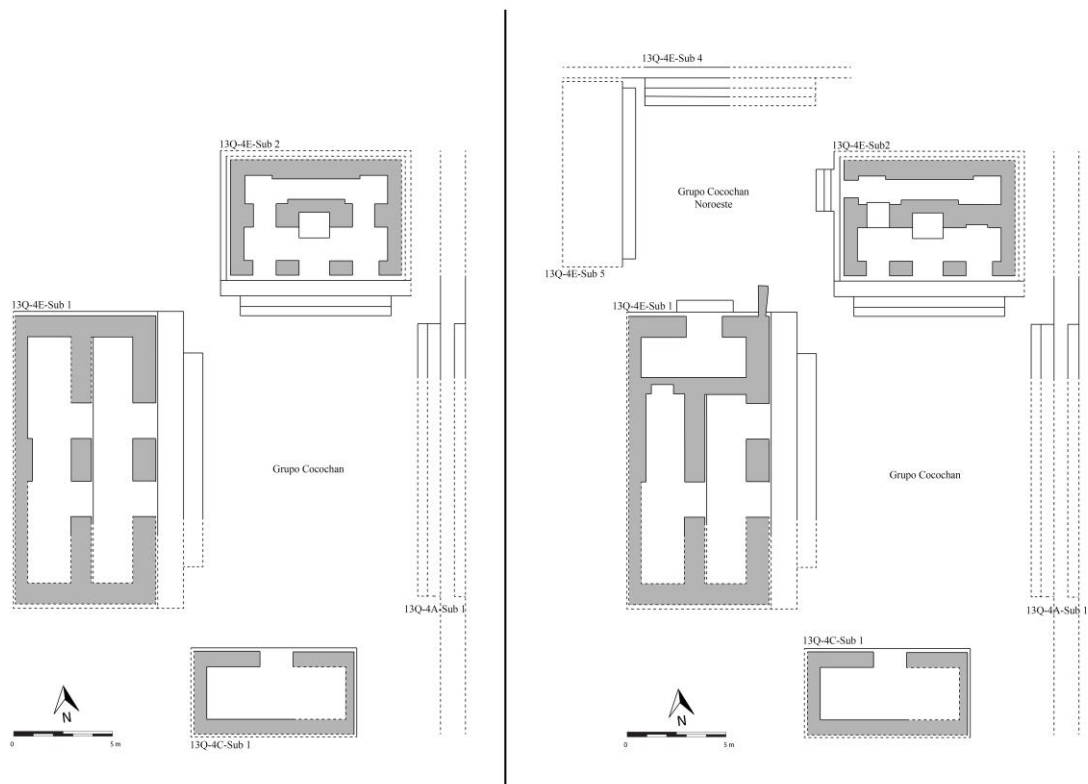 13Q-4E-Sub 2
13Q-4E-Sub 1
Grupo Cocochan
13Q-4A-Sub 1
13Q-4C-Sub 1
N
0 5 m
13Q-4E-Sub 4
13Q-4E-Sub2
Grupo Cocochan
Noroeste
13Q-4E-Sub 5
13Q-4E-Sub 1
Grupo Cocochan
13Q-4A-Sub 1
13Q-4C-Sub 1
N
0 5 m